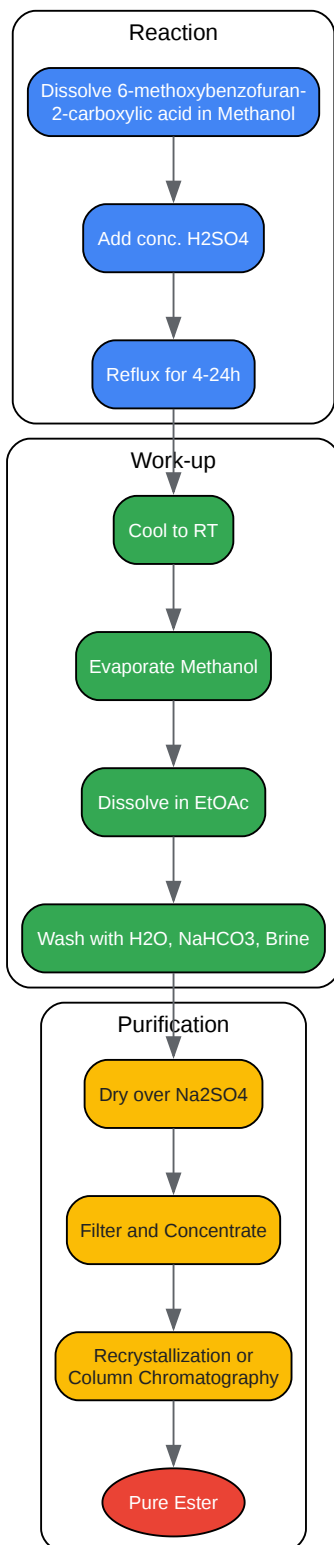 Reaction
Dissolve 6-methoxybenzofuran-
2-carboxylic acid in Methanol
Add conc. H2SO4
Reflux for 4-24h
Work-up
Cool to RT
Evaporate Methanol
Dissolve in EtOAc
Wash with H2O, NaHCO3, Brine
Purification
Dry over Na2SO4
Filter and Concentrate
Recrystallization or
Column Chromatography
Pure Ester